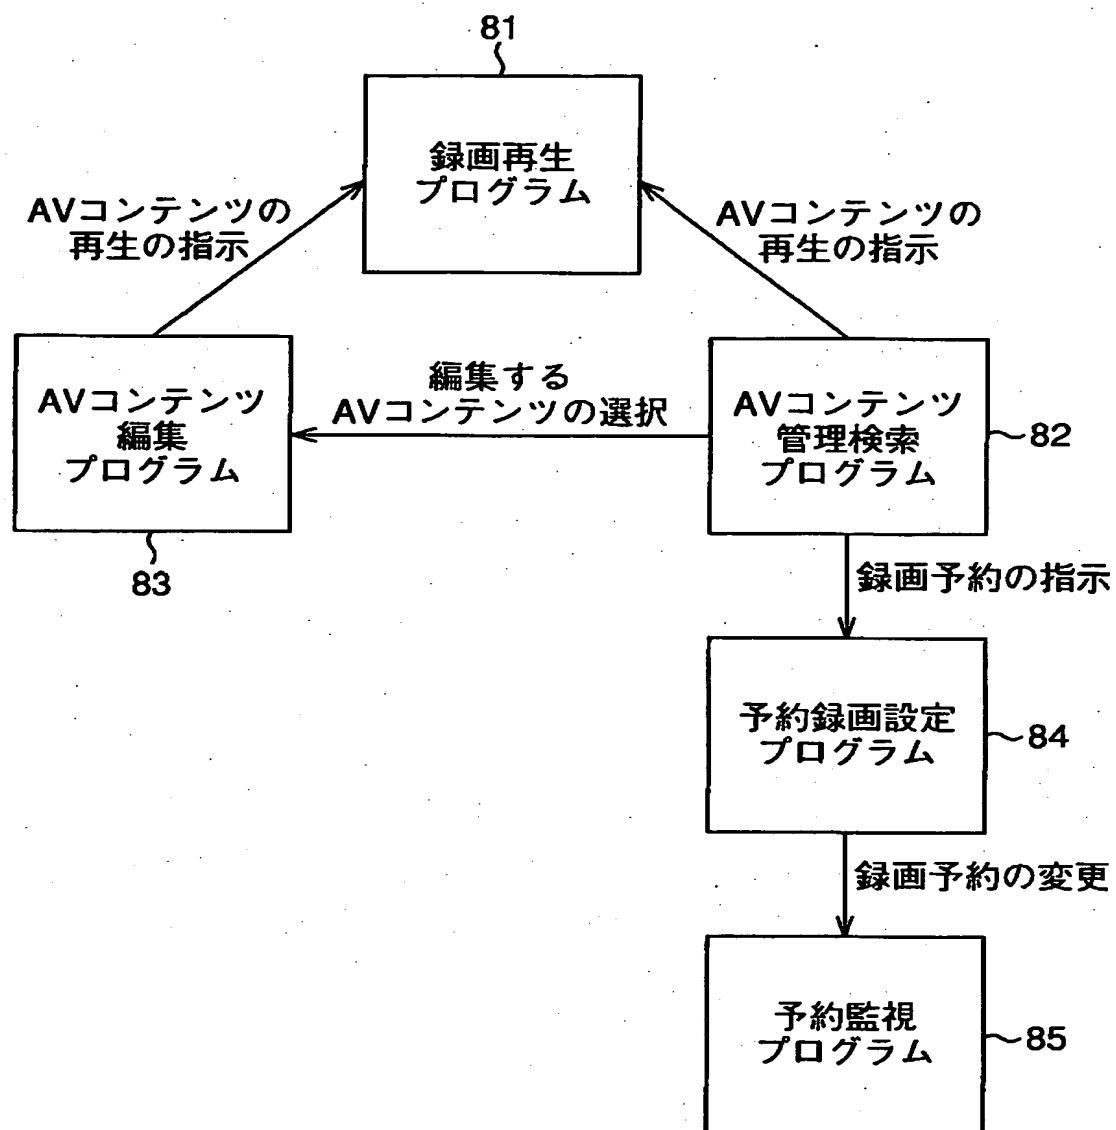 81
録画再生
プログラム
AVコンテンツの
再生の指示
AVコンテンツの
再生の指示
AVコンテンツ
編集
プログラム
83
編集する
AVコンテンツの選択
AVコンテンツ
管理検索
プログラム
82
録画予約の指示
予約録画設定
プログラム
84
録画予約の変更
予約監視
プログラム
85